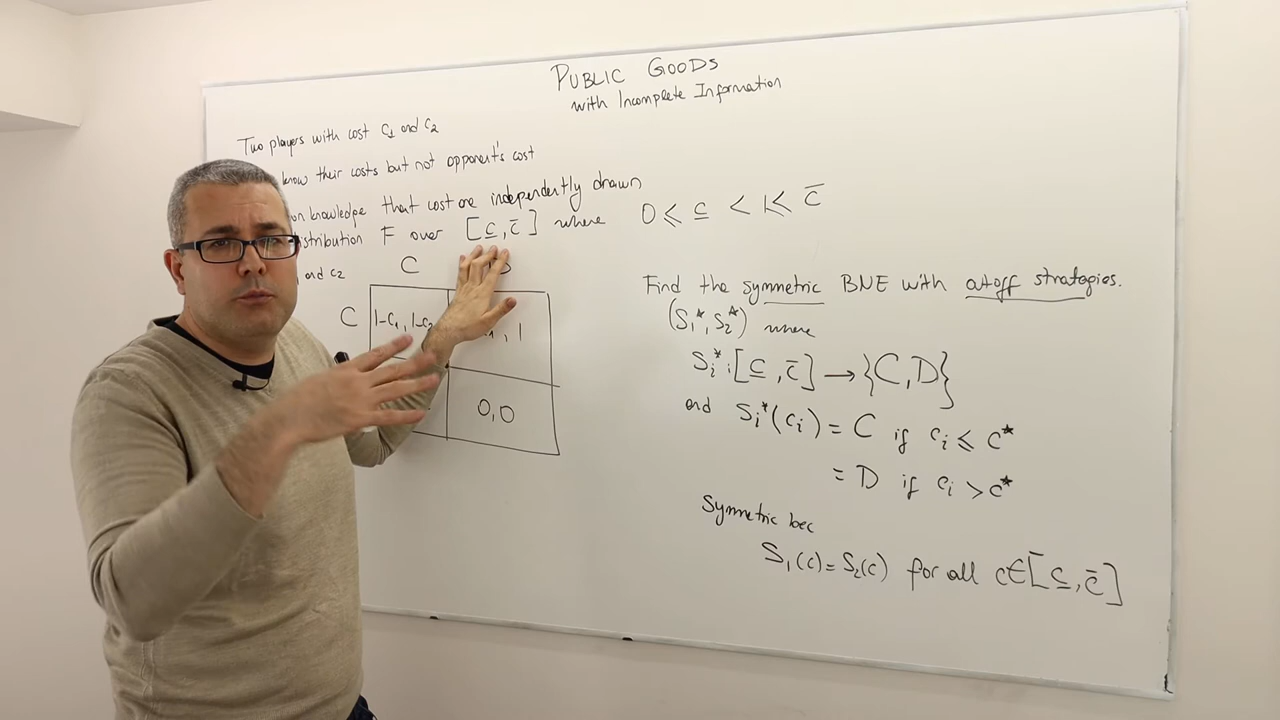 PUBLIC GOODS
with Incomplete Information
Two players with cost c₁ and c₂
know their costs but not opponent's cost
knowledge that cost are independently drawn
F over [c̲, c̄] where 0 ⩽ c̲ < 1 ⩽ c̄
and c₂
C
C
1-c₁, 1-c₂
, 1
0,0
Find the symmetric BNE with cutoff strategies.
(S₁*, S₂*) where
Sᵢ*: [c̲, c̄] → {C, D}
and Sᵢ*(cᵢ) = C if cᵢ ⩽ c*
= D if cᵢ > c*
Symmetric bec
S₁(c) = S₂(c) for all c∈[c̲, c̄]